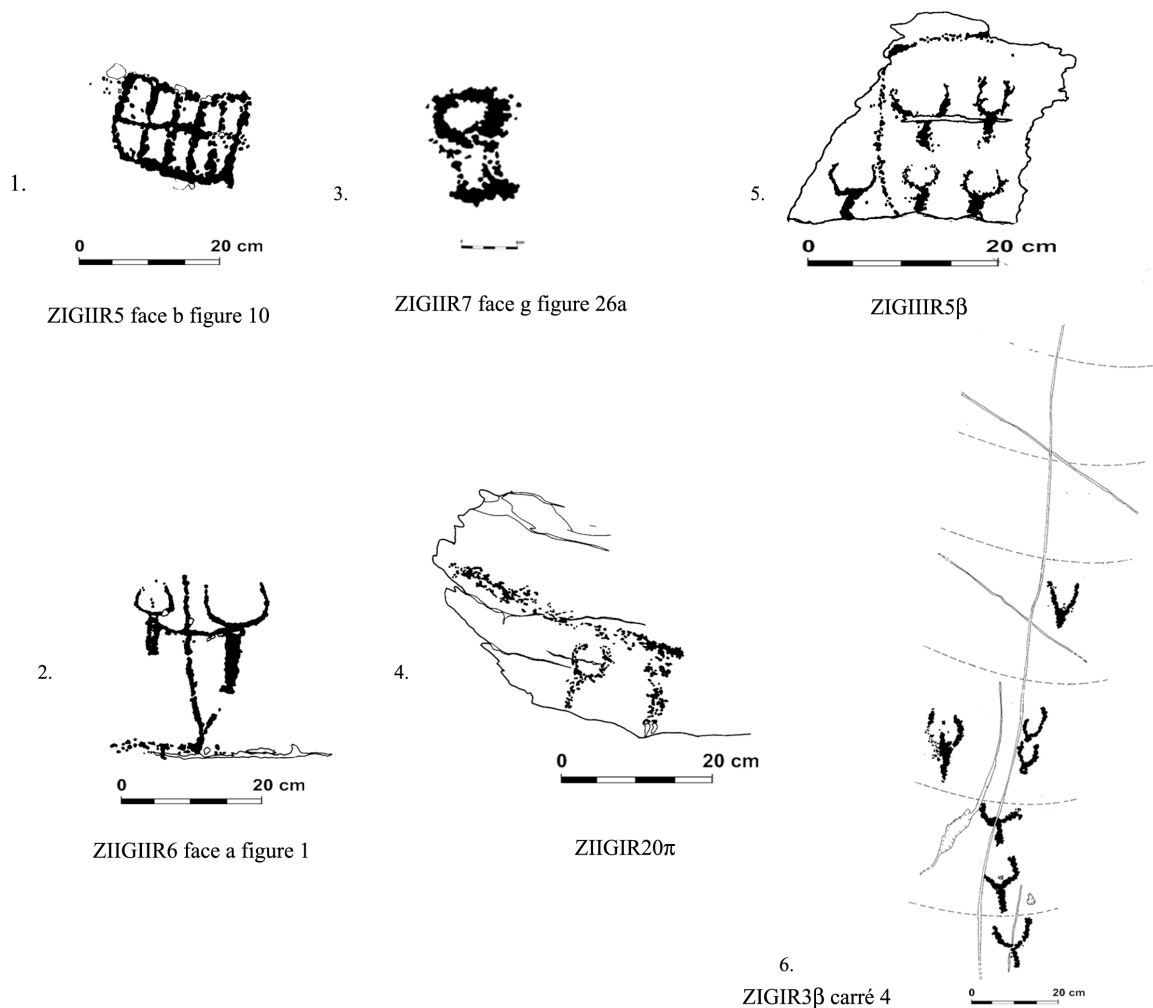 1.
0 20 cm
ZIGIIR5 face b figure 10
3.
ZIGIIR7 face g figure 26a
5.
0 20 cm
ZIGIIIR5β
2.
0 20 cm
ZIIGIIR6 face a figure 1
4.
0 20 cm
ZIIGIR20π
6.
ZIGIR3β carré 4
0 20 cm